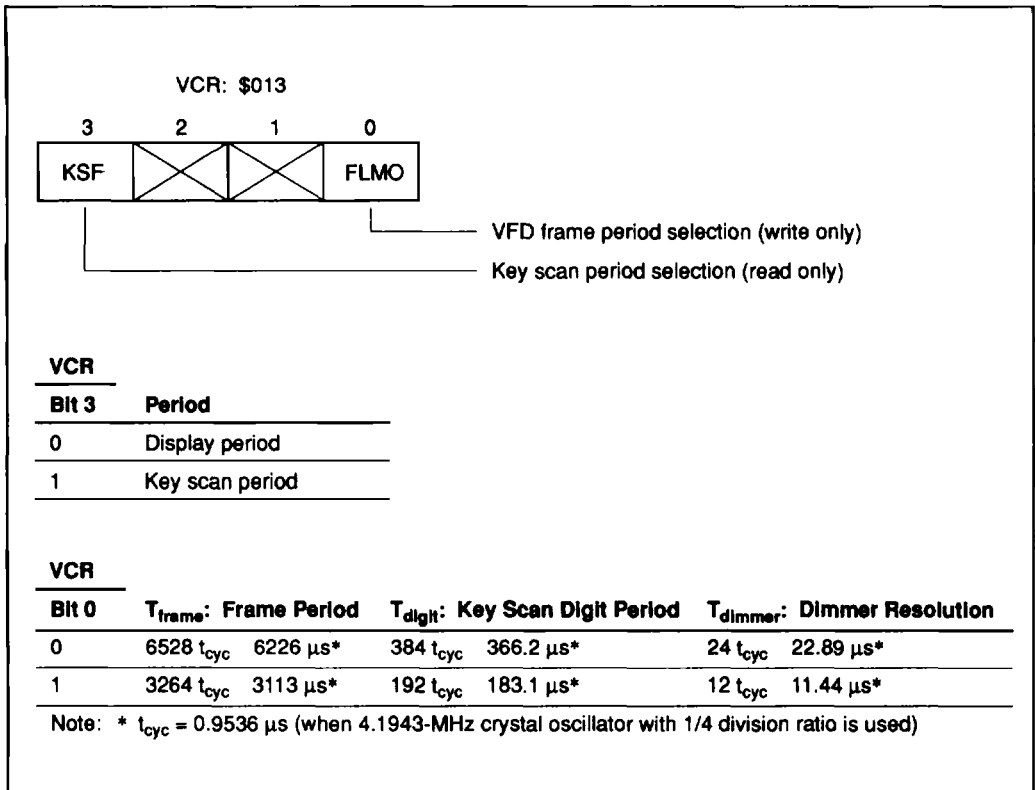 VCR: $013
3 2 1 0
KSF FLMO
VFD frame period selection (write only)
Key scan period selection (read only)
VCR
Bit 3 Period
0 Display period
1 Key scan period
VCR
Bit 0 Tframe: Frame Period Tdigit: Key Scan Digit Period Tdimmer: Dimmer Resolution
0 6528 tcyc 6226 µs* 384 tcyc 366.2 µs* 24 tcyc 22.89 µs*
1 3264 tcyc 3113 µs* 192 tcyc 183.1 µs* 12 tcyc 11.44 µs*
Note: * tcyc = 0.9536 µs (when 4.1943-MHz crystal oscillator with 1/4 division ratio is used)